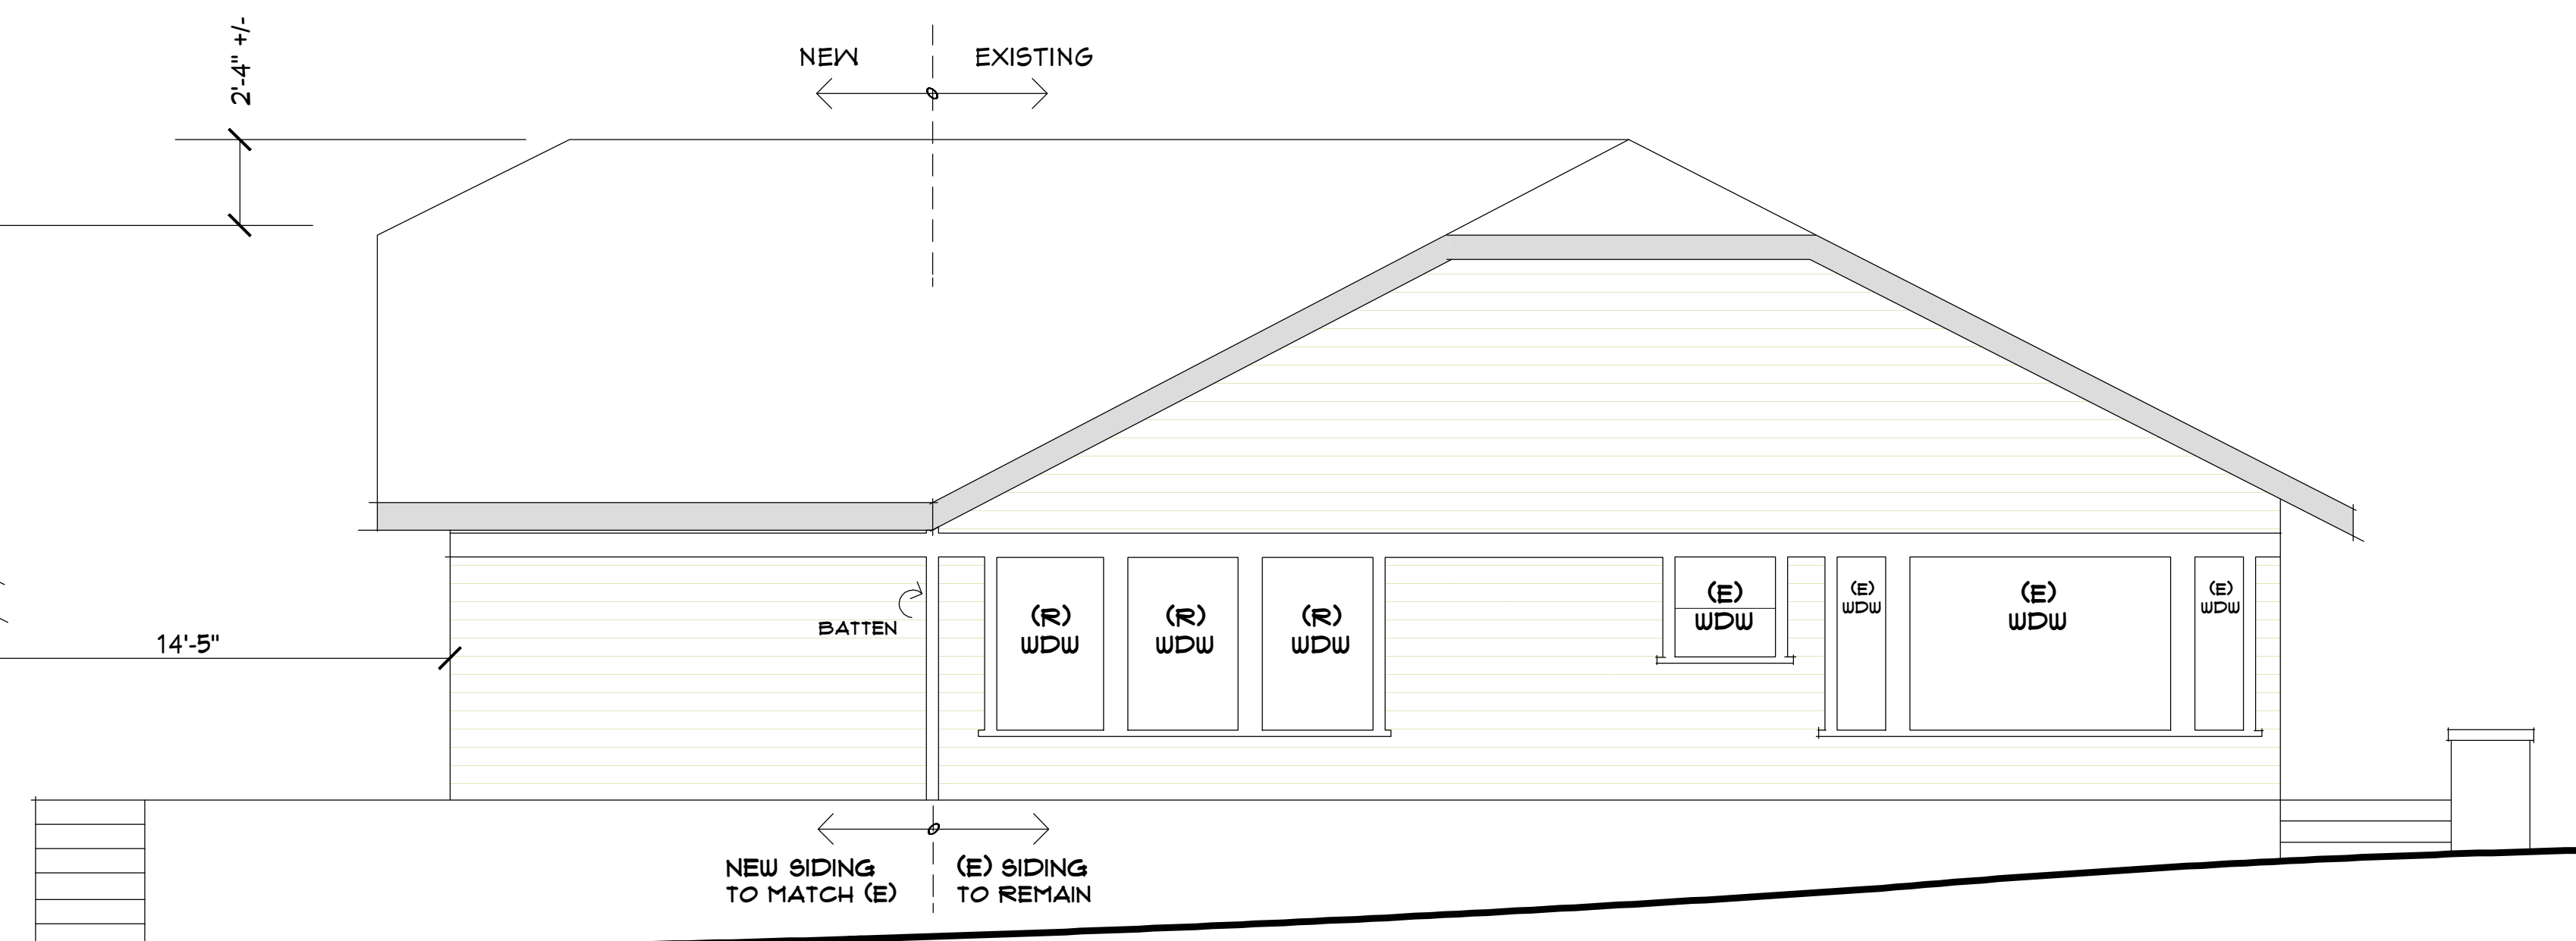 2'-4" +/-
NEW
EXISTING
BATTEN
14'-5"
(R)
WDW
(R)
WDW
(R)
WDW
(E)
WDW
(E)
WDW
(E)
WDW
(E)
WDW
NEW SIDING
TO MATCH (E)
(E) SIDING
TO REMAIN